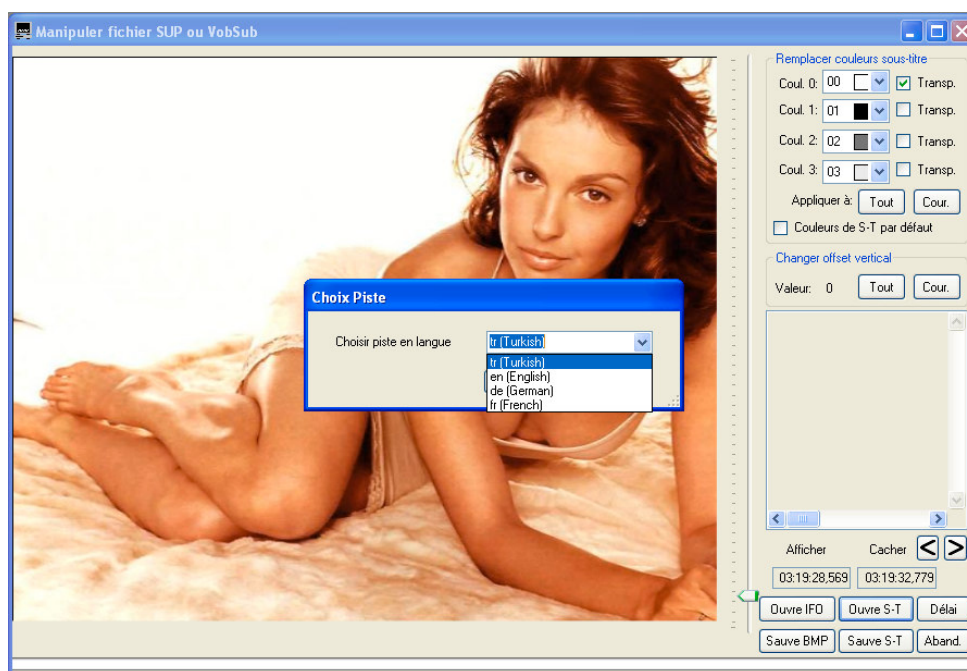 Manipuler fichier SUP ou VobSub
Remplacer couleurs sous-titre
Coul. 0: 00 Transp.
Coul. 1: 01 Transp.
Coul. 2: 02 Transp.
Coul. 3: 03 Transp.
Appliquer à: Tout Cour.
Couleurs de S-T par défaut
Changer offset vertical
Valeur: 0 Tout Cour.
Choix Piste
Choisir piste en langue tr (Turkish)
tr (Turkish)
en (English)
de (German)
fr (French)
Afficher Cacher < >
03:19:28,569 03:19:32,779
Ouvre IFO Ouvre S-T Délai
Sauve BMP Sauve S-T Aband.